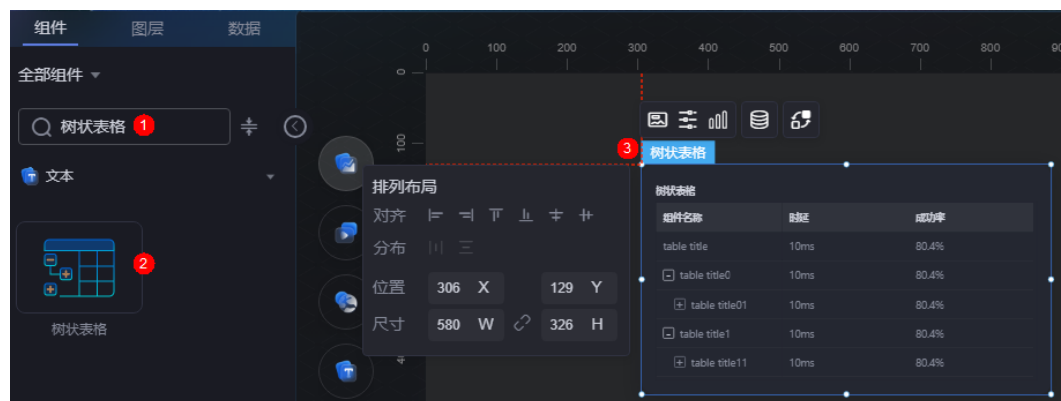 组件 图层 数据
全部组件
树状表格 1
文本
2
树状表格
0 100 200 300 400 500 600 700 800 90
0
100
4
排列布局
对齐
分布
位置 306 X 129 Y
尺寸 580 W 326 H
3 树状表格
树状表格
组件名称 时延 成功率
table title 10ms 80.4%
table title0 10ms 80.4%
table title01 10ms 80.4%
table title1 10ms 80.4%
table title11 10ms 80.4%